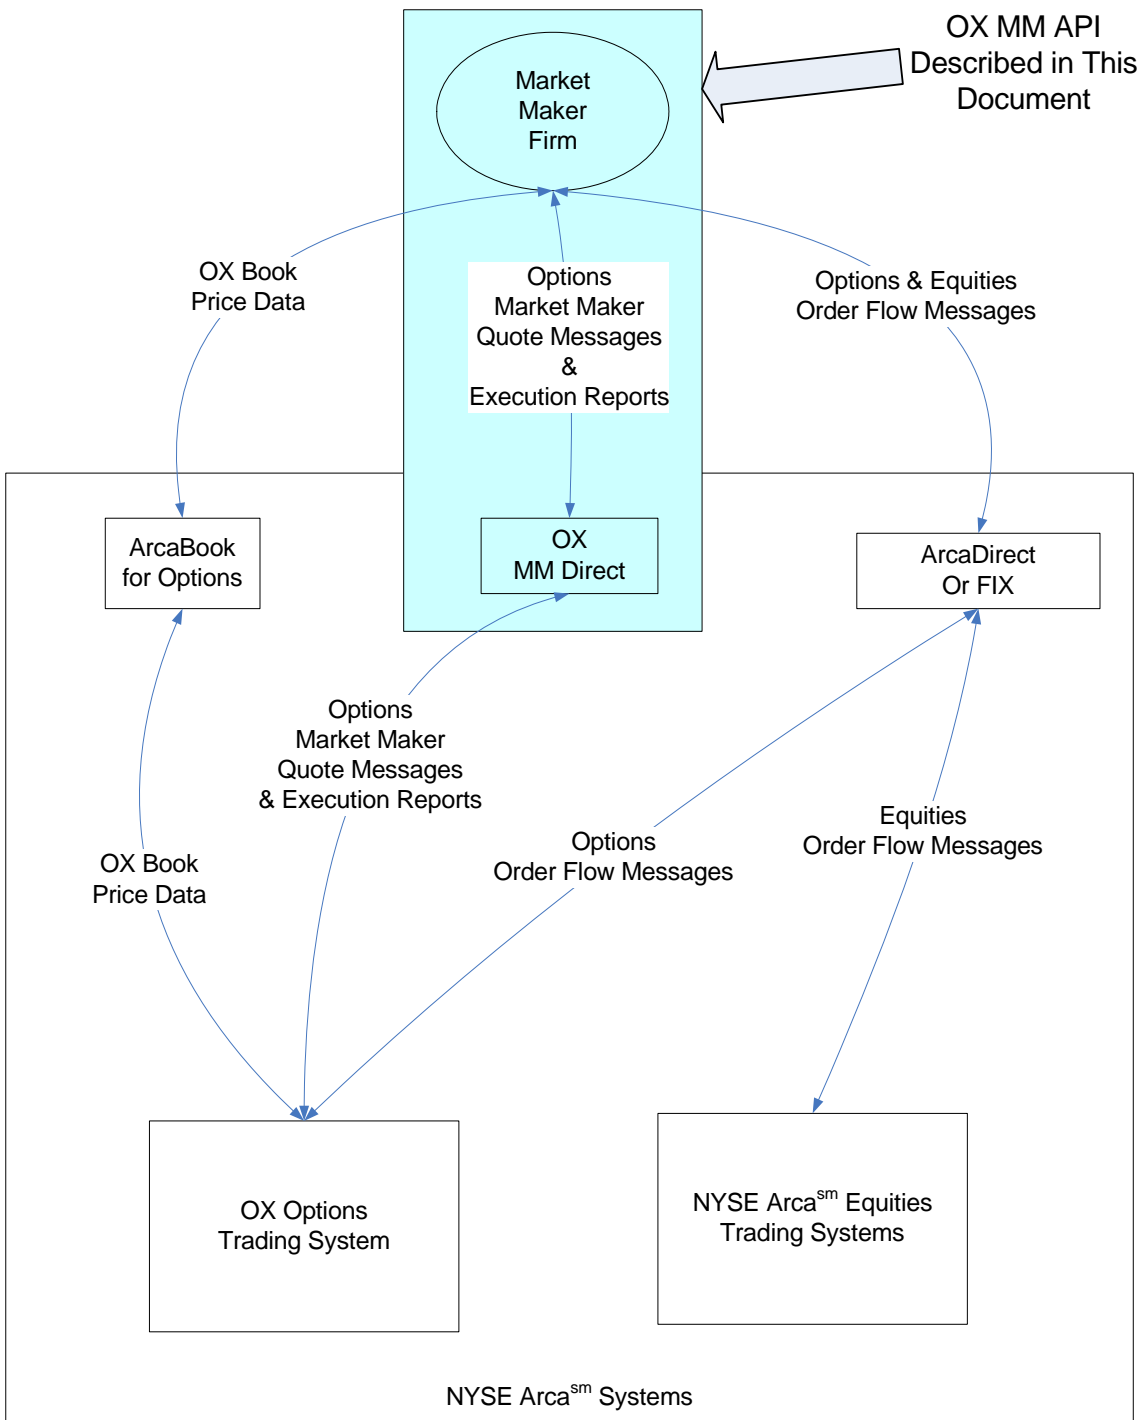 OX MM API
Described in This
Document
Market
Maker
Firm
OX Book
Price Data
Options
Market Maker
Quote Messages
&
Execution Reports
Options & Equities
Order Flow Messages
ArcaBook
for Options
OX
MM Direct
ArcaDirect
Or FIX
Options
Market Maker
Quote Messages
& Execution Reports
OX Book
Price Data
Options
Order Flow Messages
Equities
Order Flow Messages
OX Options
Trading System
NYSE Arca℠ Equities
Trading Systems
NYSE Arca℠ Systems